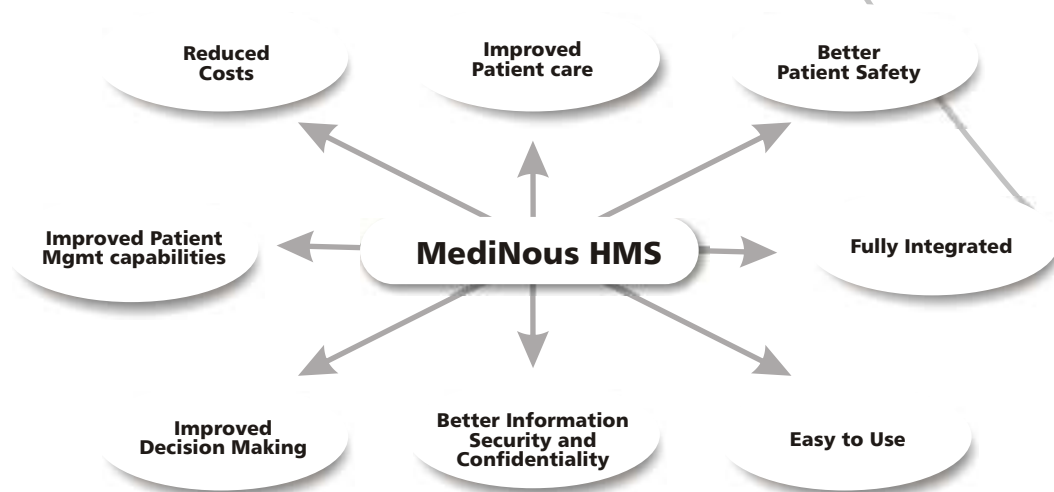 Reduced
Costs
Improved
Patient care
Better
Patient Safety
Improved Patient
Mgmt capabilities
MediNous HMS
Fully Integrated
Improved
Decision Making
Better Information
Security and
Confidentiality
Easy to Use